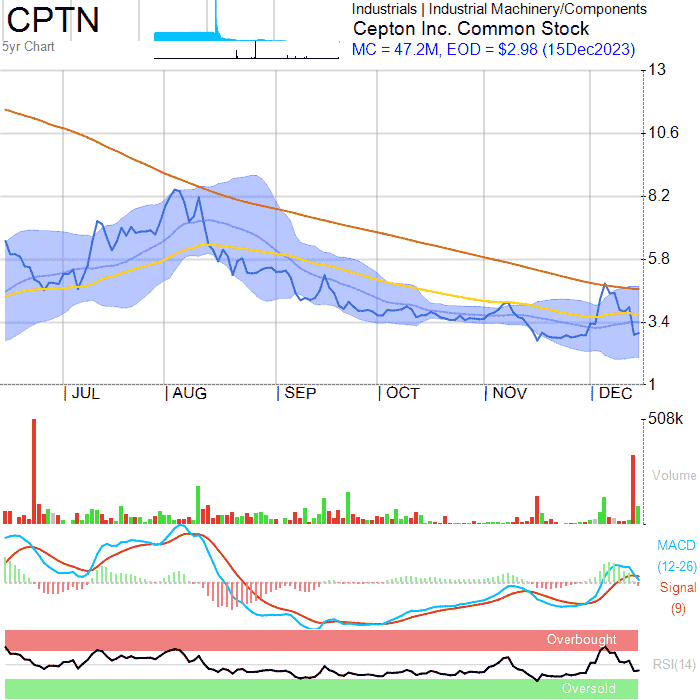 CPTN
5yr Chart
Industrials | Industrial Machinery/Components
Cepton Inc. Common Stock
MC = 47.2M, EOD = $2.98 (15Dec2023)
13
10.6
8.2
5.8
3.4
1
JUL
AUG
SEP
OCT
NOV
DEC
508k
Volume
MACD
(12-26)
Signal
(9)
Overbought
RSI(14)
Oversold